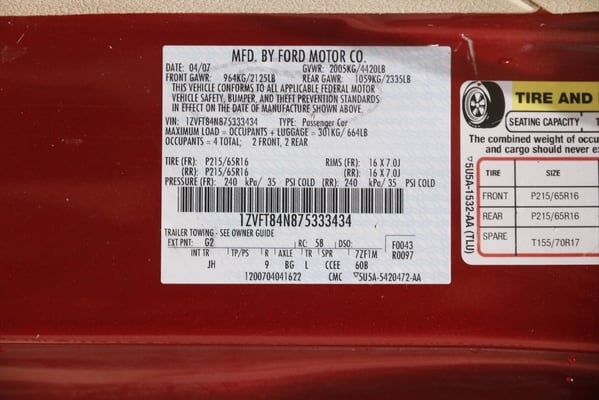 MFD. BY FORD MOTOR CO.
DATE: 04/07 GVWR: 2005KG/4420LB
FRONT GAWR: 964KG/2125LB REAR GAWR: 1059KG/2335LB
THIS VEHICLE CONFORMS TO ALL APPLICABLE FEDERAL MOTOR
VEHICLE SAFETY, BUMPER, AND THEFT PREVENTION STANDARDS
IN EFFECT ON THE DATE OF MANUFACTURE SHOWN ABOVE.
VIN: 1ZVFT84N875333434 TYPE: Passenger Car
MAXIMUM LOAD = OCCUPANTS + LUGGAGE = 301KG/ 664LB
OCCUPANTS = 4 TOTAL; 2 FRONT, 2 REAR
TIRE (FR): P215/65R16 RIMS (FR): 16 X 7.0J
(RR): P215/65R16 (RR): 16 X 7.0J
PRESSURE (FR): 240 kPa/ 35 PSI COLD (RR): 240 kPa/ 35 PSI COLD
1ZVFT84N875333434
TRAILER TOWING - SEE OWNER GUIDE
EXT PNT: G2 RC: 5B DSO: F0043
R0097
INT TR TP/PS R AXLE TR SPR 7ZF1M
JH 9 BG L CCEE 60B
1200704041622 CMC ▽5U5A-5420472-AA
TIRE AND
SEATING CAPACITY
The combined weight of occu
and cargo should never e
TIRE SIZE
FRONT P215/65R16
REAR P215/65R16
SPARE T155/70R17
▽5U5A-1532-AA (TLU)